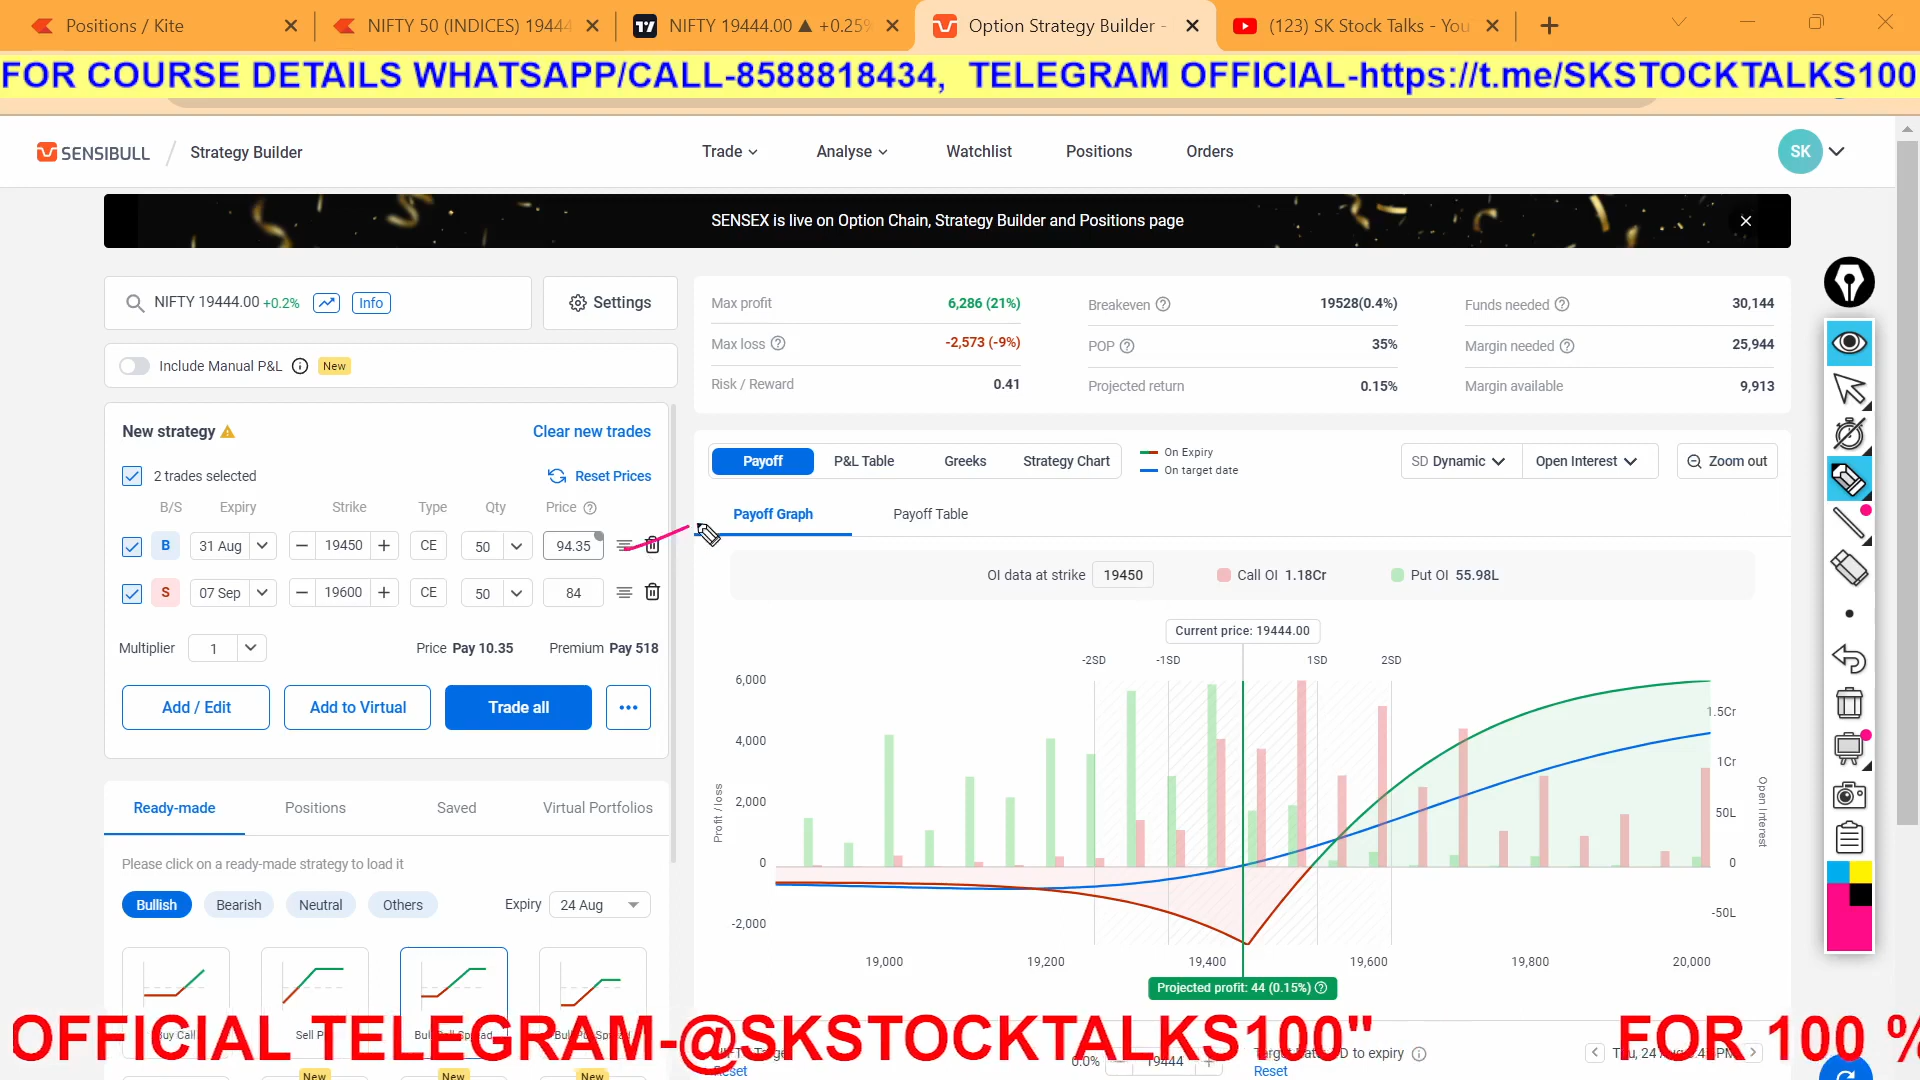 Positions / Kite
NIFTY 50 (INDICES) 19444
NIFTY 19444.00 ▲ +0.25%
Option Strategy Builder -
(123) SK Stock Talks - You
FOR COURSE DETAILS WHATSAPP/CALL-8588818434, TELEGRAM OFFICIAL-https://t.me/SKSTOCKTALKS100
SENSIBULL / Strategy Builder
Trade
Analyse
Watchlist
Positions
Orders
SK
SENSEX is live on Option Chain, Strategy Builder and Positions page
NIFTY 19444.00 +0.2%
Info
Settings
Include Manual P&L
New
Max profit 6,286 (21%)
Max loss -2,573 (-9%)
Risk / Reward 0.41
Breakeven 19528(0.4%)
POP 35%
Projected return 0.15%
Funds needed 30,144
Margin needed 25,944
Margin available 9,913
New strategy
Clear new trades
2 trades selected
Reset Prices
B/S Expiry Strike Type Qty Price
B 31 Aug 19450 CE 50 94.35
S 07 Sep 19600 CE 50 84
Multiplier 1 Price Pay 10.35 Premium Pay 518
Add / Edit
Add to Virtual
Trade all
Payoff
P&L Table
Greeks
Strategy Chart
On Expiry
On target date
SD Dynamic
Open Interest
Zoom out
Payoff Graph
Payoff Table
OI data at strike 19450
Call OI 1.18Cr
Put OI 55.98L
Current price: 19444.00
-2SD -1SD 1SD 2SD
6,000
4,000
2,000
0
-2,000
Profit / loss
1.5Cr
1Cr
50L
0
-50L
Open Interest
19,000 19,200 19,400 19,600 19,800 20,000
Projected profit: 44 (0.15%)
Ready-made
Positions
Saved
Virtual Portfolios
Please click on a ready-made strategy to load it
Bullish
Bearish
Neutral
Others
Expiry 24 Aug
OFFICIAL TELEGRAM-@SKSTOCKTALKS100"
FOR 100 %
0.0%
19444
D to expiry
Reset
Reset
New
New
New